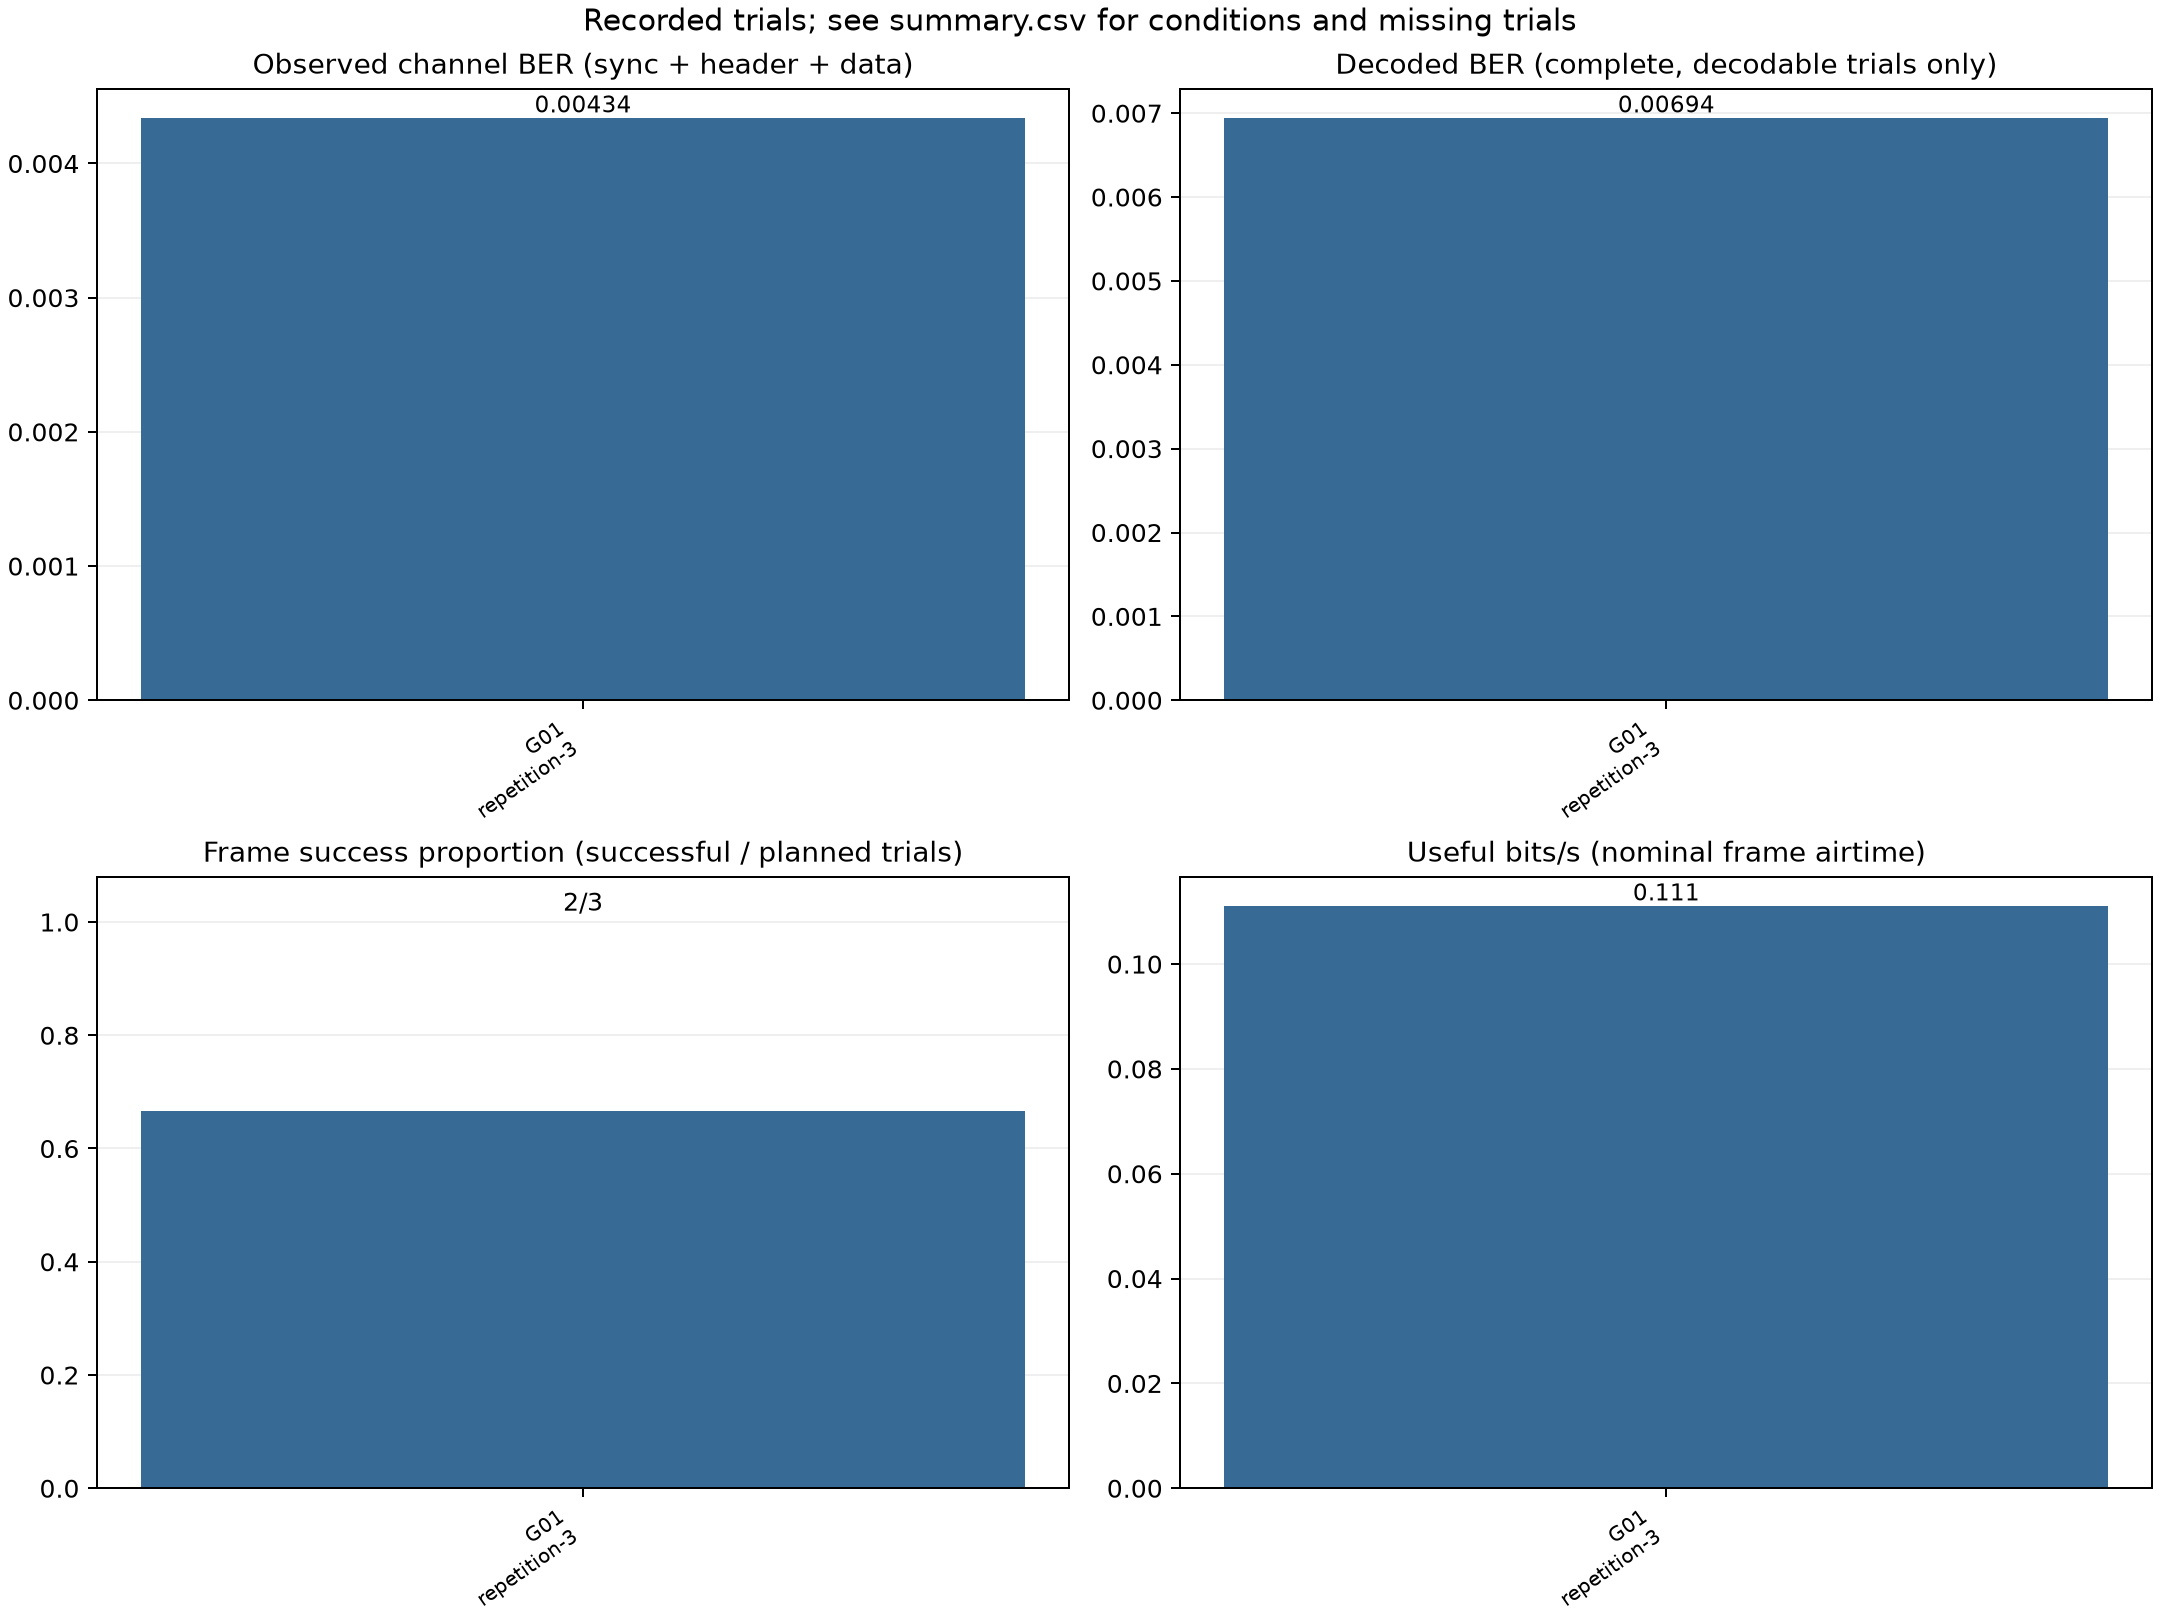 Recorded trials; see summary.csv for conditions and missing trials
Observed channel BER (sync + header + data)
0.00434
0.004
0.003
0.002
0.001
0.000
G01
repetition-3
Decoded BER (complete, decodable trials only)
0.00694
0.007
0.006
0.005
0.004
0.003
0.002
0.001
0.000
G01
repetition-3
Frame success proportion (successful / planned trials)
2/3
1.0
0.8
0.6
0.4
0.2
0.0
G01
repetition-3
Useful bits/s (nominal frame airtime)
0.111
0.10
0.08
0.06
0.04
0.02
0.00
G01
repetition-3